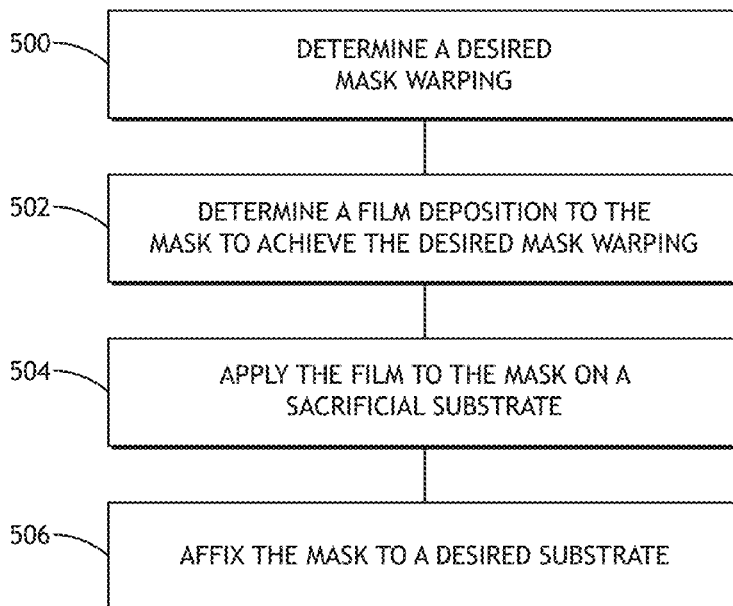 500
DETERMINE A DESIRED
MASK WARPING
502
DETERMINE A FILM DEPOSITION TO THE
MASK TO ACHIEVE THE DESIRED MASK WARPING
504
APPLY THE FILM TO THE MASK ON A
SACRIFICIAL SUBSTRATE
506
AFFIX THE MASK TO A DESIRED SUBSTRATE